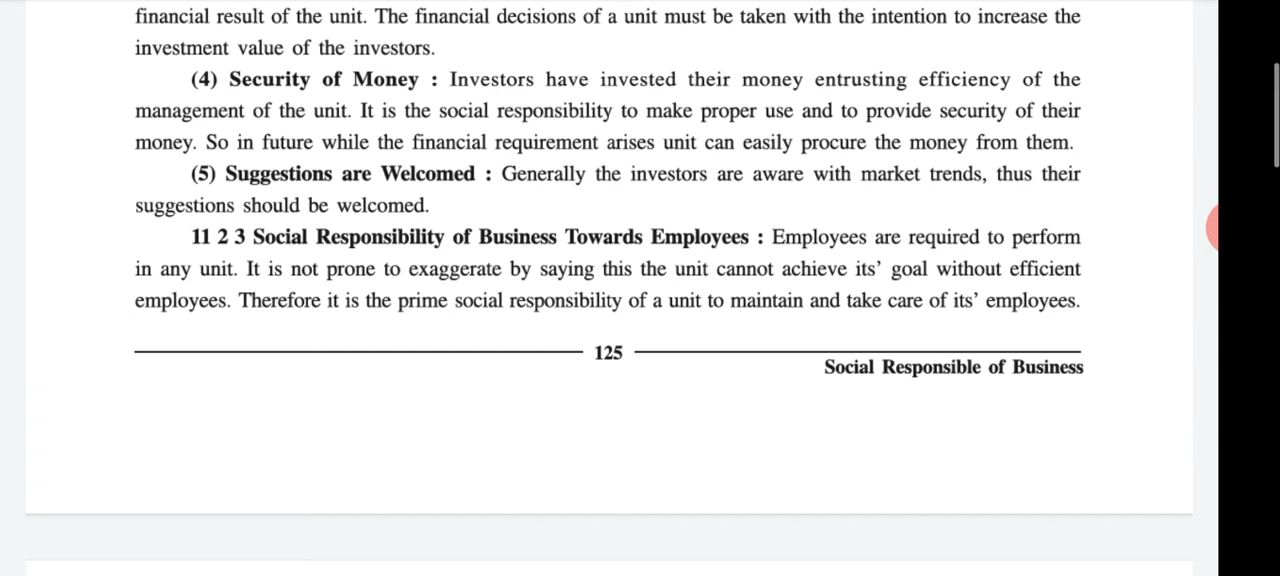 financial result of the unit. The financial decisions of a unit must be taken with the intention to increase the
investment value of the investors.
(4) Security of Money : Investors have invested their money entrusting efficiency of the
management of the unit. It is the social responsibility to make proper use and to provide security of their
money. So in future while the financial requirement arises unit can easily procure the money from them.
(5) Suggestions are Welcomed : Generally the investors are aware with market trends, thus their
suggestions should be welcomed.
11 2 3 Social Responsibility of Business Towards Employees : Employees are required to perform
in any unit. It is not prone to exaggerate by saying this the unit cannot achieve its’ goal without efficient
employees. Therefore it is the prime social responsibility of a unit to maintain and take care of its’ employees.
125
Social Responsible of Business